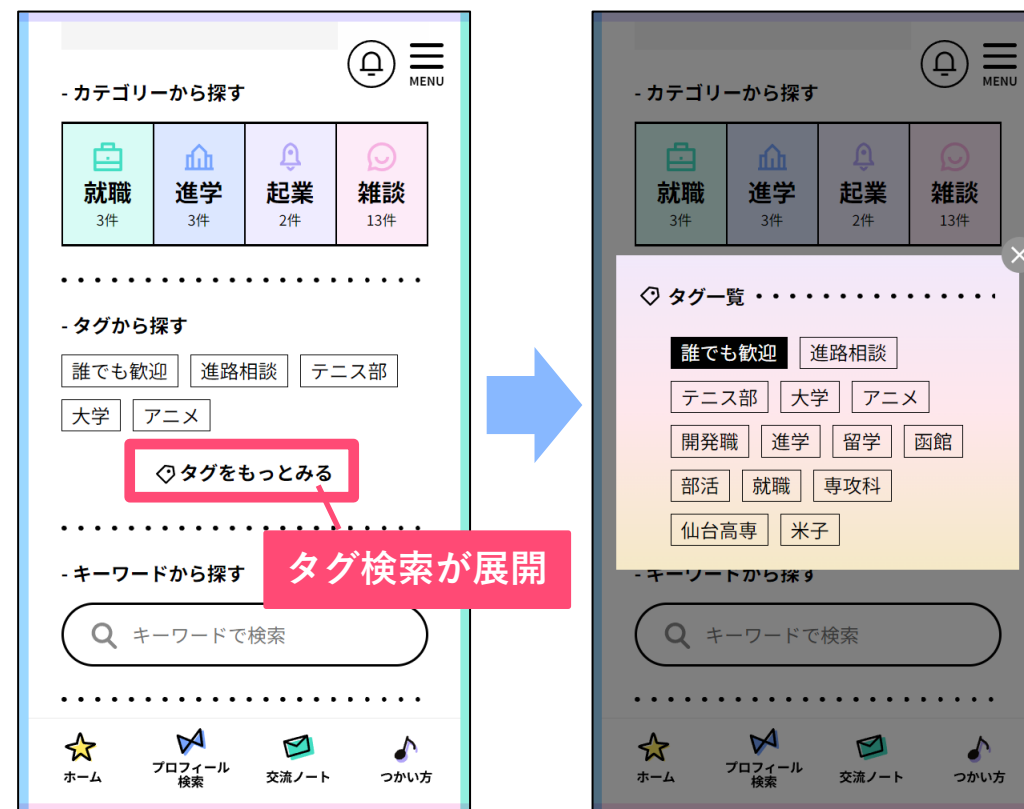 MENU
- カテゴリーから探す
就職 進学 起業 雑談
3件 3件 2件 13件
- タグから探す
誰でも歓迎 進路相談 テニス部
大学 アニメ
タグをもっとみる
タグ検索が展開
- キーワードから探す
キーワードで検索
ホーム プロフィール検索 交流ノート つかい方
MENU
- カテゴリーから探す
就職 進学 起業 雑談
3件 3件 2件 13件
タグ一覧
誰でも歓迎 進路相談
テニス部 大学 アニメ
開発職 進学 留学 函館
部活 就職 専攻科
仙台高専 米子
- キーワードから探す
キーワードで検索
ホーム プロフィール検索 交流ノート つかい方